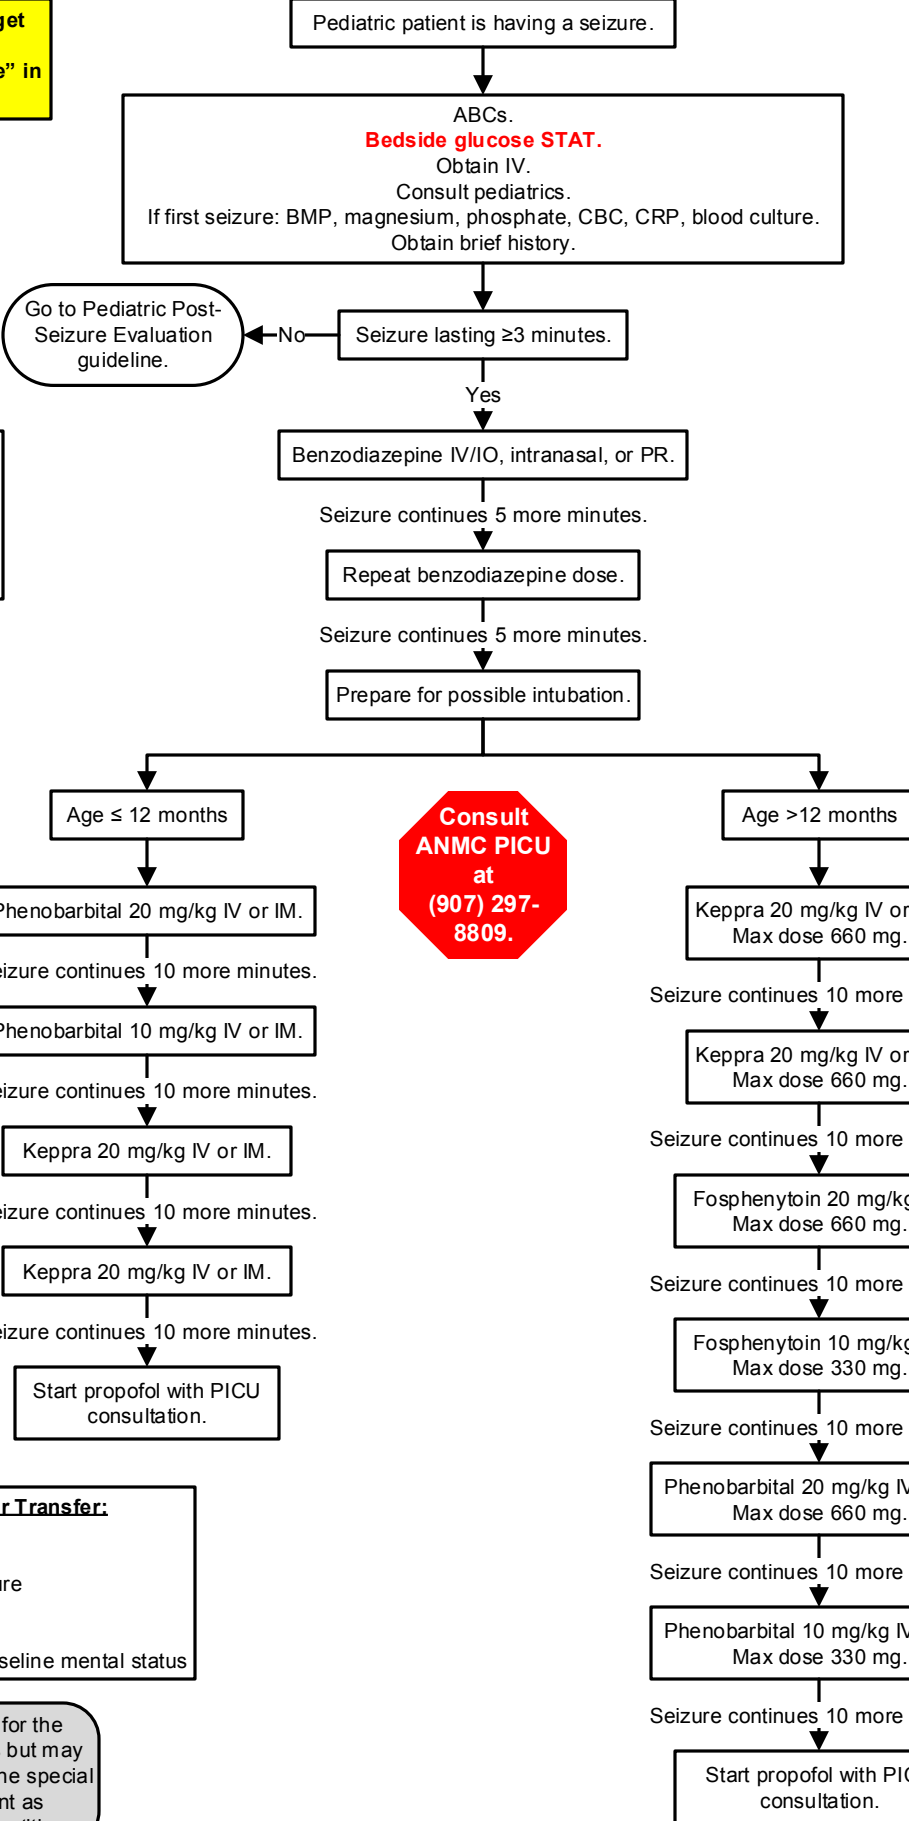 get
e” in
Pediatric patient is having a seizure.
ABCs.
Bedside glucose STAT.
Obtain IV.
Consult pediatrics.
If first seizure: BMP, magnesium, phosphate, CBC, CRP, blood culture.
Obtain brief history.
Go to Pediatric Post-
Seizure Evaluation
guideline.
No
Seizure lasting ≥3 minutes.
Yes
Benzodiazepine IV/IO, intranasal, or PR.
Seizure continues 5 more minutes.
Repeat benzodiazepine dose.
Seizure continues 5 more minutes.
Prepare for possible intubation.
Age ≤ 12 months
Phenobarbital 20 mg/kg IV or IM.
eizure continues 10 more minutes.
Phenobarbital 10 mg/kg IV or IM.
eizure continues 10 more minutes.
Keppra 20 mg/kg IV or IM.
eizure continues 10 more minutes.
Keppra 20 mg/kg IV or IM.
eizure continues 10 more minutes.
Start propofol with PICU
consultation.
Consult
ANMC PICU
at
(907) 297-
8809.
Age >12 months
Keppra 20 mg/kg IV or
Max dose 660 mg.
Seizure continues 10 more
Keppra 20 mg/kg IV or
Max dose 660 mg.
Seizure continues 10 more
Fosphenytoin 20 mg/kg
Max dose 660 mg.
Seizure continues 10 more
Fosphenytoin 10 mg/kg
Max dose 330 mg.
Seizure continues 10 more
Phenobarbital 20 mg/kg IV
Max dose 660 mg.
Seizure continues 10 more
Phenobarbital 10 mg/kg IV
Max dose 330 mg.
Seizure continues 10 more
Start propofol with PIC
consultation.
r Transfer:
ure
seline mental status
for the
but may
he special
nt as